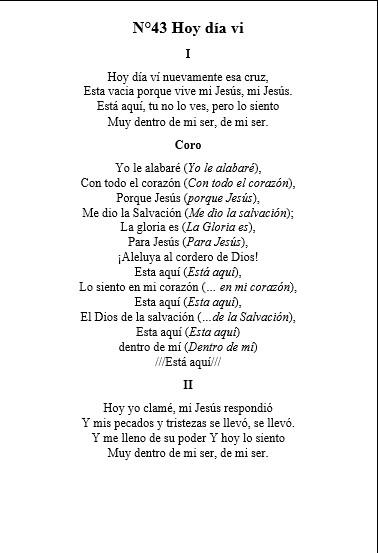 N°43 Hoy día vi
I
Hoy día ví nuevamente esa cruz,
Esta vacia porque vive mi Jesús, mi Jesús.
Está aquí, tu no lo ves, pero lo siento
Muy dentro de mi ser, de mi ser.
Coro
Yo le alabaré (Yo le alabaré),
Con todo el corazón (Con todo el corazón),
Porque Jesús (porque Jesús),
Me dio la Salvación (Me dio la salvación);
La gloria es (La Gloria es),
Para Jesús (Para Jesús),
¡Aleluya al cordero de Dios!
Esta aquí (Está aquí),
Lo siento en mi corazón (... en mi corazón),
Esta aquí (Esta aquí),
El Dios de la salvación (...de la Salvación),
Esta aquí (Esta aquí)
dentro de mí (Dentro de mí)
///Está aquí///
II
Hoy yo clamé, mi Jesús respondió
Y mis pecados y tristezas se llevó, se llevó.
Y me lleno de su poder Y hoy lo siento
Muy dentro de mi ser, de mi ser.